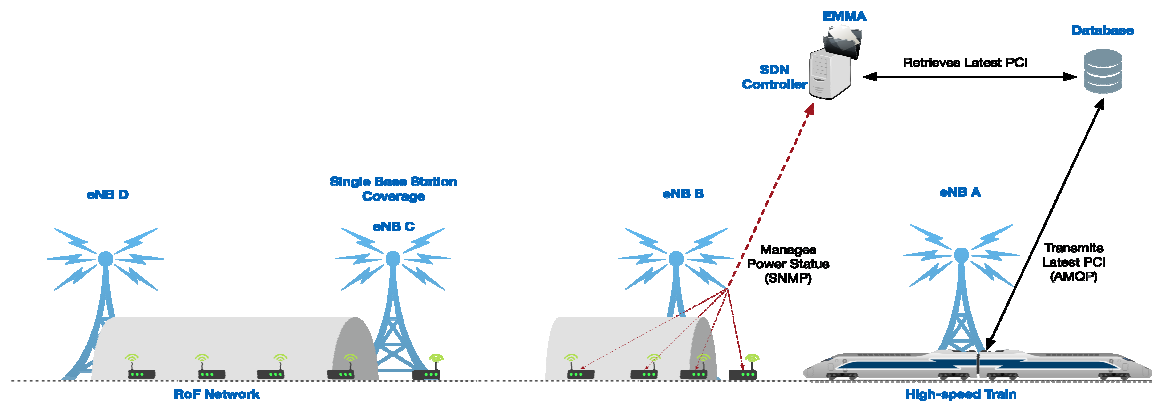 EMMA
Database
SDN
Controller
Retrieves Latest PCI
Single Base Station
Coverage
eNB D
eNB C
eNB B
eNB A
Manages
Power Status
(SNMP)
Transmits
Latest PCI
(AMQP)
RoF Network
High-speed Train